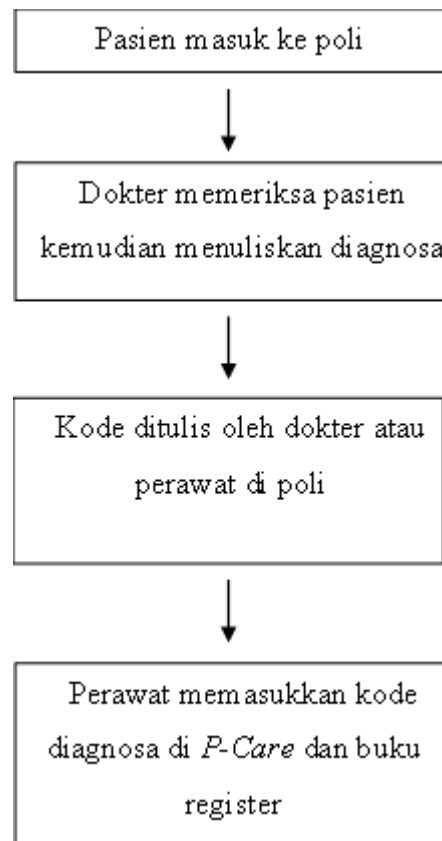 Pasien masuk ke poli
Dokter memeriksa pasien
kemudian menuliskan diagnosa
Kode ditulis oleh dokter atau
perawat di poli
Perawat memasukkan kode
diagnosa di P-Care dan buku
register